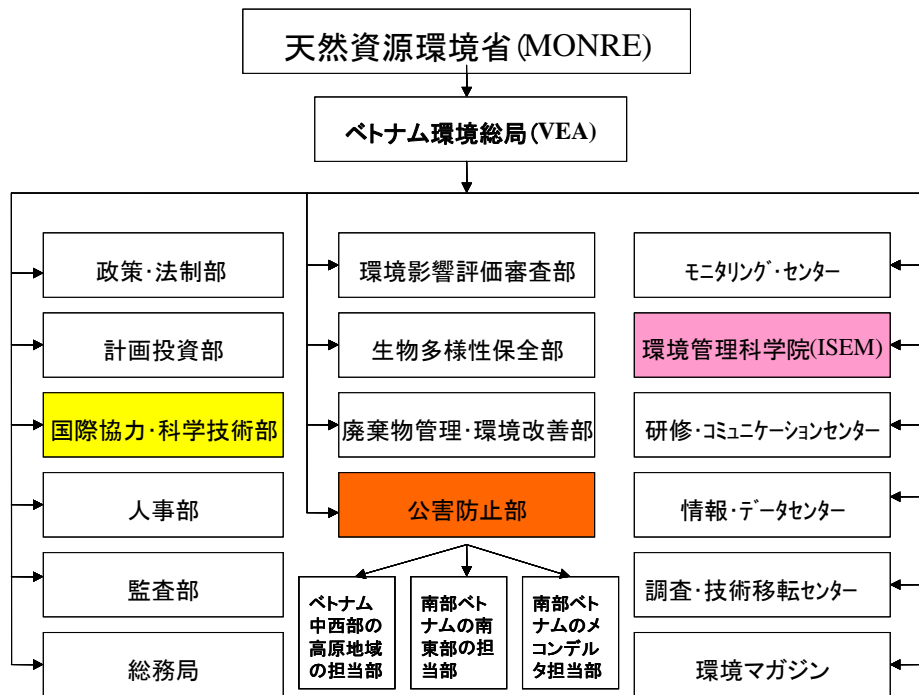 天然資源環境省(MONRE)
ベトナム環境総局(VEA)
政策・法制部
計画投資部
国際協力・科学技術部
人事部
監査部
総務局
環境影響評価審査部
生物多様性保全部
廃棄物管理・環境改善部
公害防止部
ベトナム
中西部の
高原地域
の担当部
南部ベト
ナムの南
東部の担
当部
南部ベト
ナムのメ
コンデル
タ担当部
ﾓﾆﾀﾘﾝｸﾞ・ｾﾝﾀｰ
環境管理科学院(ISEM)
研修・ｺﾐｭﾆｹｰｼｮﾝｾﾝﾀｰ
情報・ﾃﾞｰﾀｾﾝﾀｰ
調査・技術移転ｾﾝﾀｰ
環境マガジン